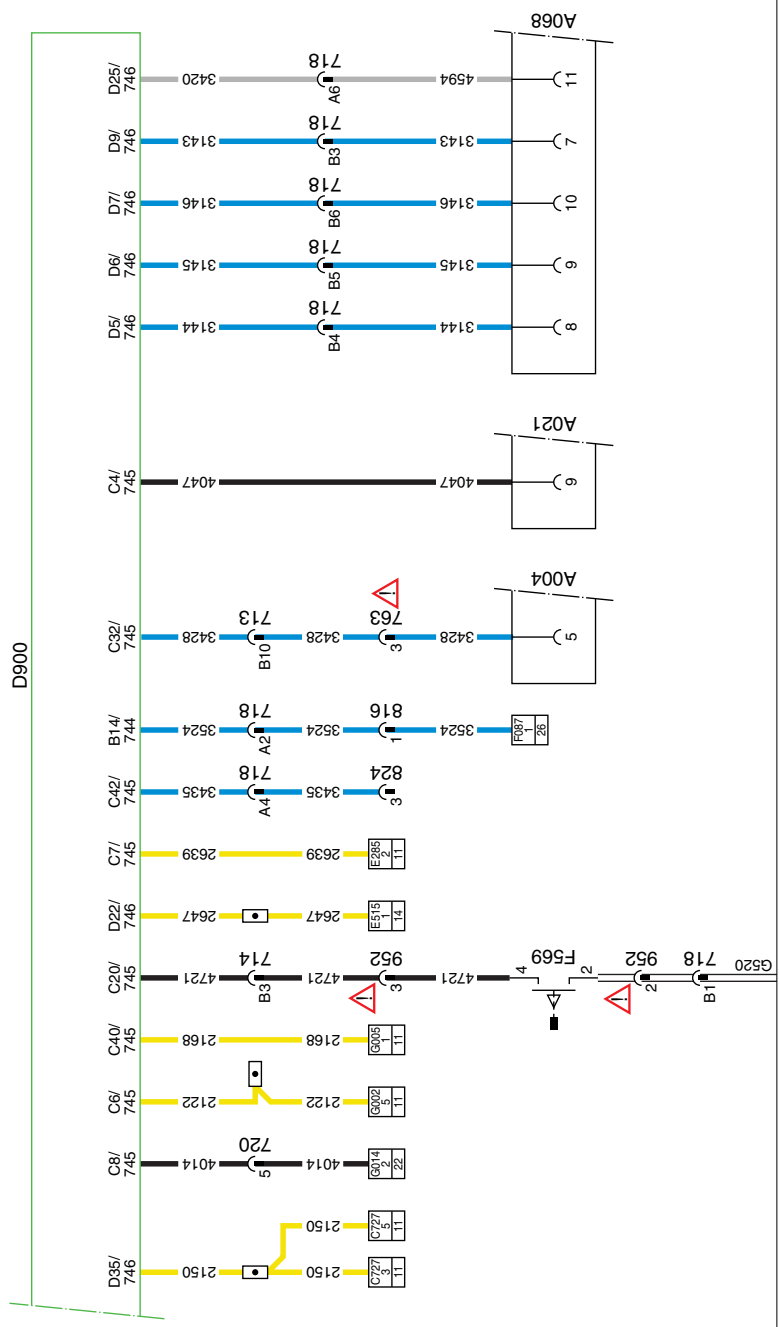 D900
D25/
746
3420
718
A6
4594
11
A068
D9/
746
3143
718
B3
3143
7
D7/
746
3146
718
B6
3146
10
D6/
746
3145
718
B5
3145
9
D5/
746
3144
718
B4
3144
8
C4/
745
4047
4047
9
A021
C32/
745
3428
713
B10
3428
763
3
3428
5
A004
B14/
744
3524
718
A2
3524
816
1
3524
F087
1
26
C42/
745
3435
718
A4
3435
824
3
C7/
745
2639
2639
E285
2
11
D22/
746
2647
2647
E515
1
14
C20/
745
4721
714
B3
4721
952
3
4721
4
F569
2
952
2
718
B1
G520
C40/
745
2168
2168
G005
1
11
C6/
745
2122
2122
G002
5
11
C8/
745
4014
720
5
4014
G014
2
22
D35/
746
2150
2150
C727
5
11
2150
C727
3
11